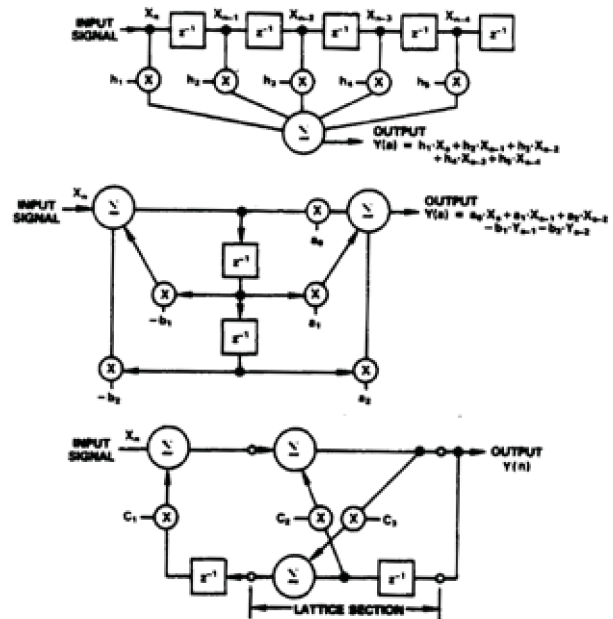 Xₙ Xₙ₋₁ Xₙ₋₂ Xₙ₋₃ Xₙ₋₄
INPUT SIGNAL
z⁻¹ z⁻¹ z⁻¹ z⁻¹ z⁻¹
h₁ X h₂ X h₃ X h₄ X h₅ X
Σ
OUTPUT
Y(a) = h₁·Xₙ + h₂·Xₙ₋₁ + h₃·Xₙ₋₂
+ h₄·Xₙ₋₃ + h₅·Xₙ₋₄
INPUT SIGNAL
Xₙ
Σ X Σ
a₀
OUTPUT
Y(a) = a₀·Xₙ + a₁·Xₙ₋₁ + a₂·Xₙ₋₂
−b₁·Yₙ₋₁ − b₂·Yₙ₋₂
z⁻¹
X X
−b₁ a₁
z⁻¹
X X
−b₂ a₂
INPUT SIGNAL
Xₙ
Σ Σ
OUTPUT
Y(n)
C₁ X C₂ X X C₃
z⁻¹ Σ z⁻¹
LATTICE SECTION